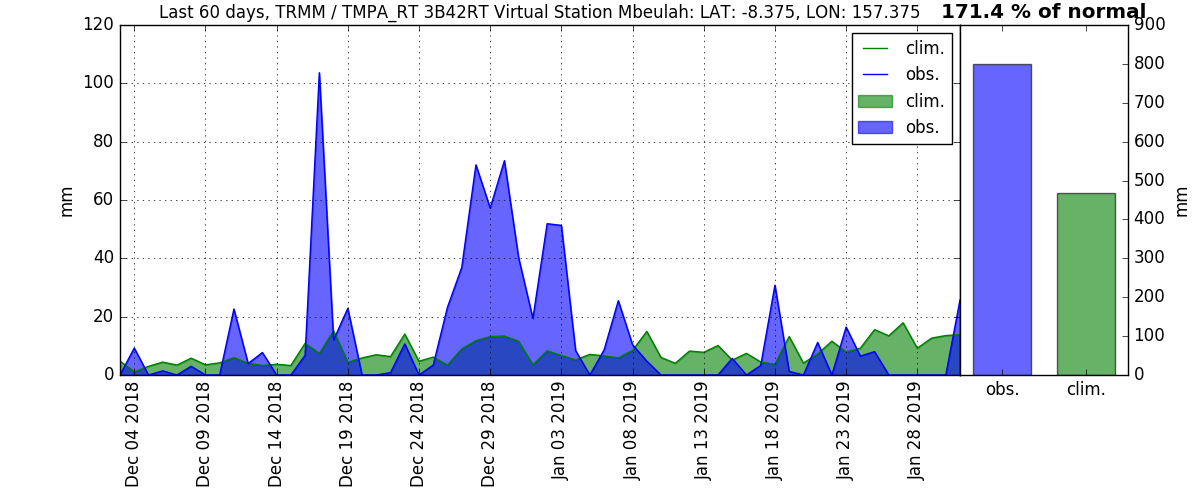 Last 60 days, TRMM / TMPA_RT 3B42RT Virtual Station Mbeulah: LAT: -8.375, LON: 157.375
171.4 % of normal
120
100
80
60
40
20
0
mm
clim.
obs.
clim.
obs.
Dec 04 2018
Dec 09 2018
Dec 14 2018
Dec 19 2018
Dec 24 2018
Dec 29 2018
Jan 03 2019
Jan 08 2019
Jan 13 2019
Jan 18 2019
Jan 23 2019
Jan 28 2019
900
800
700
600
500
400
300
200
100
0
mm
obs.
clim.